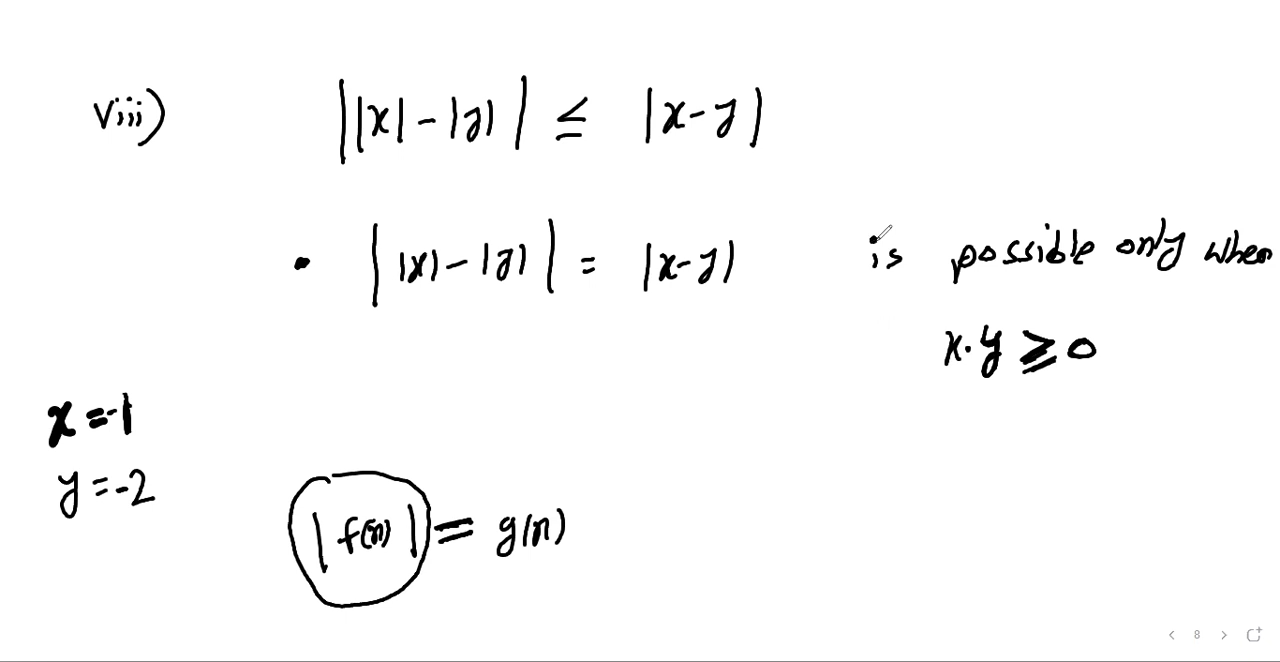 viii) ||x|-|y|| ≤ |x-y|
• ||x|-|y|| = |x-y| is possible only when
x.y ≥ 0
x=-1
y=-2
|f(x)| = g(x)
8